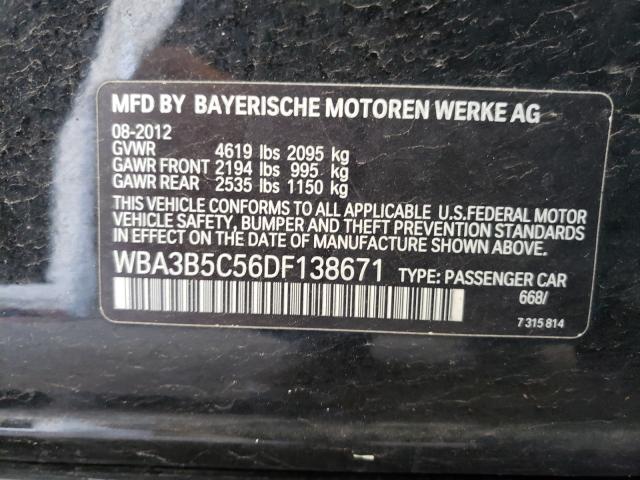 MFD BY BAYERISCHE MOTOREN WERKE AG
08-2012
GVWR 4619 lbs 2095 kg
GAWR FRONT 2194 lbs 995 kg
GAWR REAR 2535 lbs 1150 kg
THIS VEHICLE CONFORMS TO ALL APPLICABLE U.S.FEDERAL MOTOR
VEHICLE SAFETY, BUMPER AND THEFT PREVENTION STANDARDS
IN EFFECT ON THE DATE OF MANUFACTURE SHOWN ABOVE.
WBA3B5C56DF138671 TYPE: PASSENGER CAR
668/
7 315 814